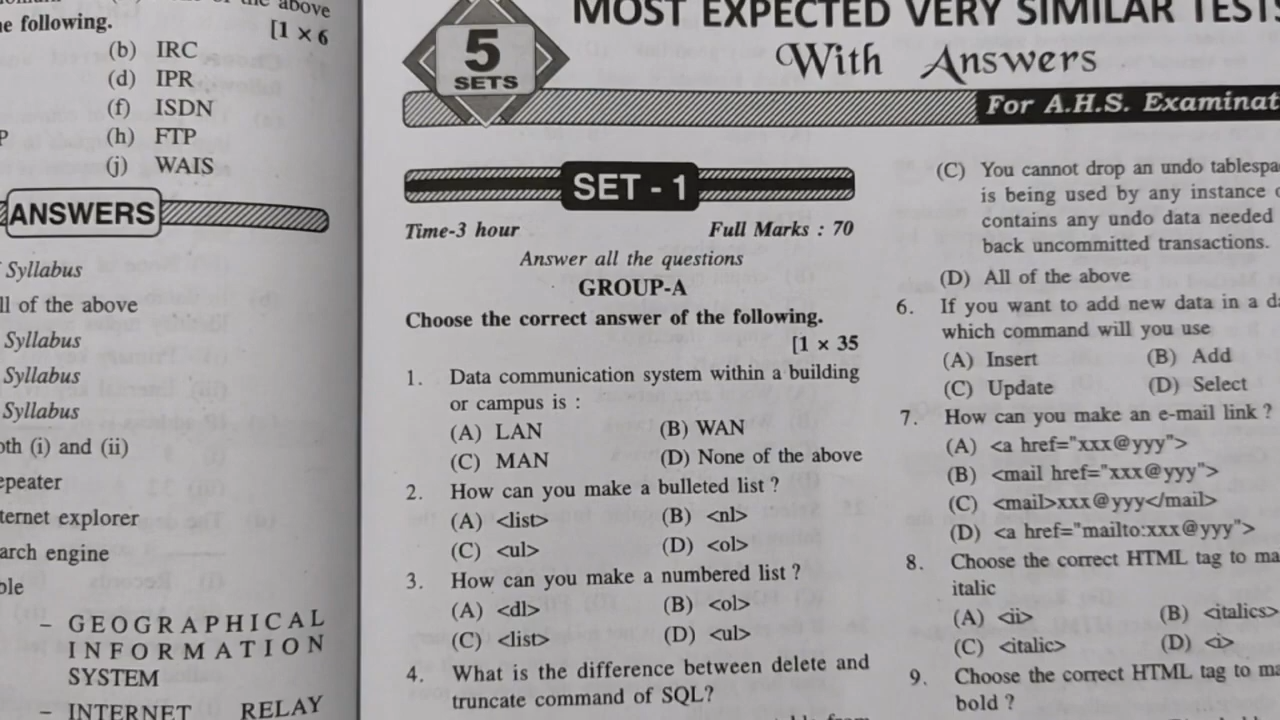 above
the following.
[1 × 6
(b) IRC
(d) IPR
(f) ISDN
(h) FTP
(j) WAIS
ANSWERS
Syllabus
of the above
Syllabus
Syllabus
Syllabus
(i) and (ii)
explorer
engine
– GEOGRAPHICAL
INFORMATION
SYSTEM
– INTERNET RELAY
5
SETS
MOST EXPECTED VERY SIMILAR TESTS
With Answers
For A.H.S. Examinat
SET - 1
Time-3 hour Full Marks : 70
Answer all the questions
GROUP-A
Choose the correct answer of the following.
[1 × 35
1. Data communication system within a building
or campus is :
(A) LAN (B) WAN
(C) MAN (D) None of the above
2. How can you make a bulleted list ?
(A) <list> (B) <nl>
(C) <ul> (D) <ol>
3. How can you make a numbered list ?
(A) <dl> (B) <ol>
(C) <list> (D) <ul>
4. What is the difference between delete and
truncate command of SQL?
(C) You cannot drop an undo tablespa
is being used by any instance
contains any undo data needed
back uncommitted transactions.
(D) All of the above
6. If you want to add new data in a da
which command will you use
(A) Insert (B) Add
(C) Update (D) Select
7. How can you make an e-mail link ?
(A) <a href="xxx@yyy">
(B) <mail href="xxx@yyy">
(C) <mail>xxx@yyy</mail>
(D) <a href="mailto:xxx@yyy">
8. Choose the correct HTML tag to ma
italic
(A) <ii> (B) <italics>
(C) <italic> (D) <i>
9. Choose the correct HTML tag to ma
bold ?